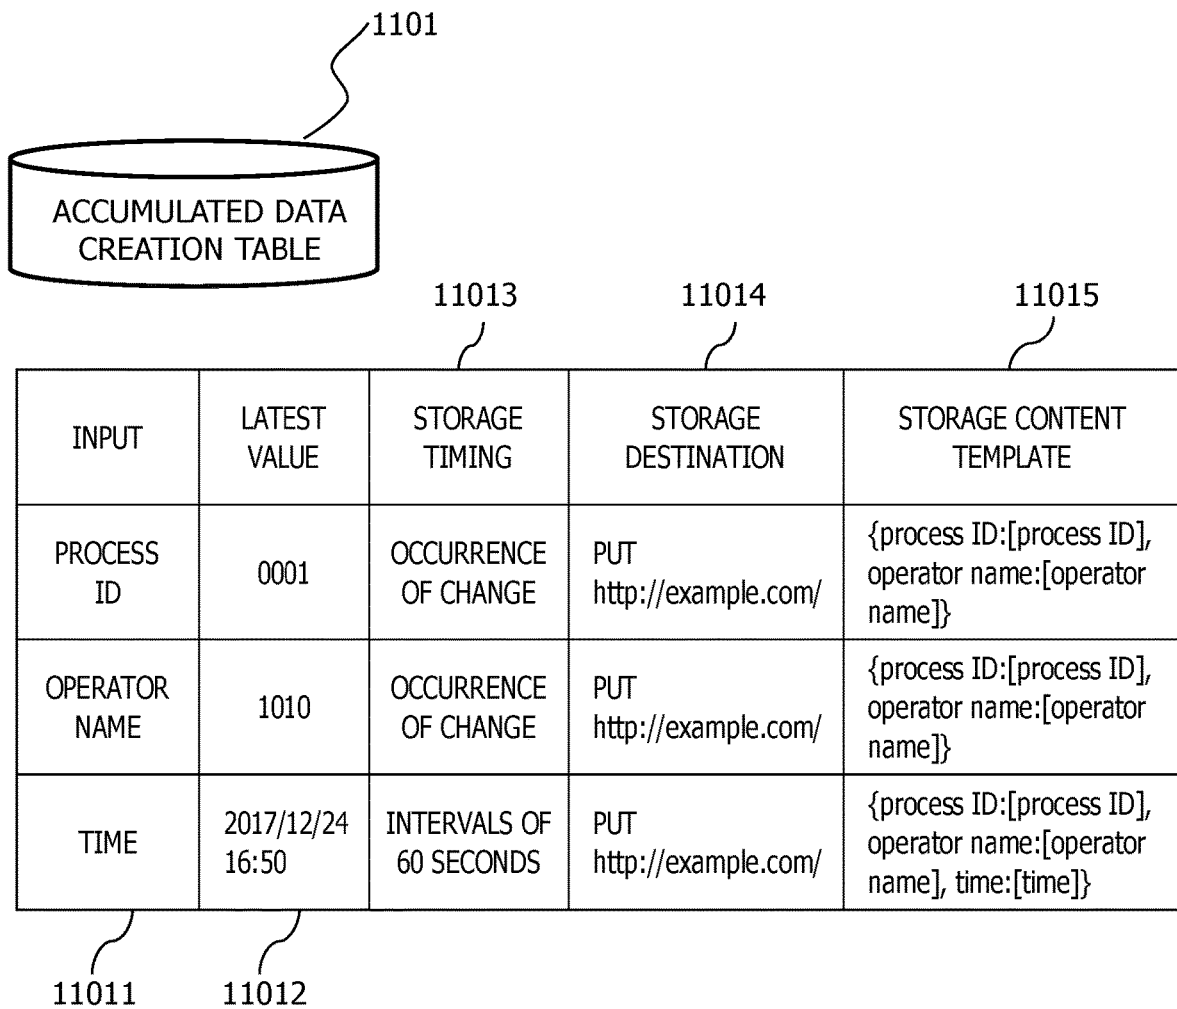 1101
ACCUMULATED DATA
CREATION TABLE
11013
11014
11015
INPUT
LATEST
VALUE
STORAGE
TIMING
STORAGE
DESTINATION
STORAGE CONTENT
TEMPLATE
PROCESS
ID
0001
OCCURRENCE
OF CHANGE
PUT
http://example.com/
{process ID:[process ID],
operator name:[operator
name]}
OPERATOR
NAME
1010
OCCURRENCE
OF CHANGE
PUT
http://example.com/
{process ID:[process ID],
operator name:[operator
name]}
TIME
2017/12/24
16:50
INTERVALS OF
60 SECONDS
PUT
http://example.com/
{process ID:[process ID],
operator name:[operator
name], time:[time]}
11011
11012